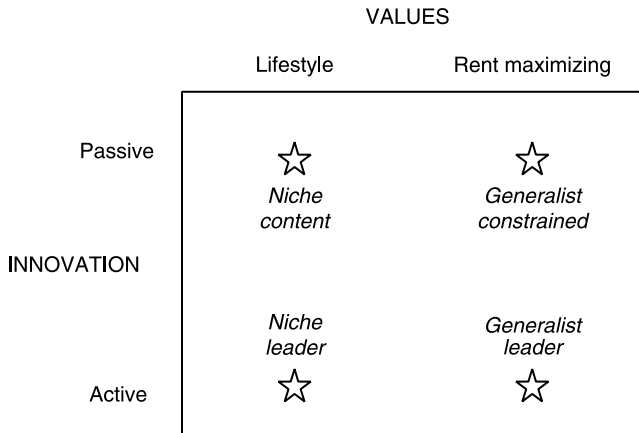 VALUES
Lifestyle Rent maximizing
Passive
Niche
content
Generalist
constrained
INNOVATION
Niche
leader
Generalist
leader
Active